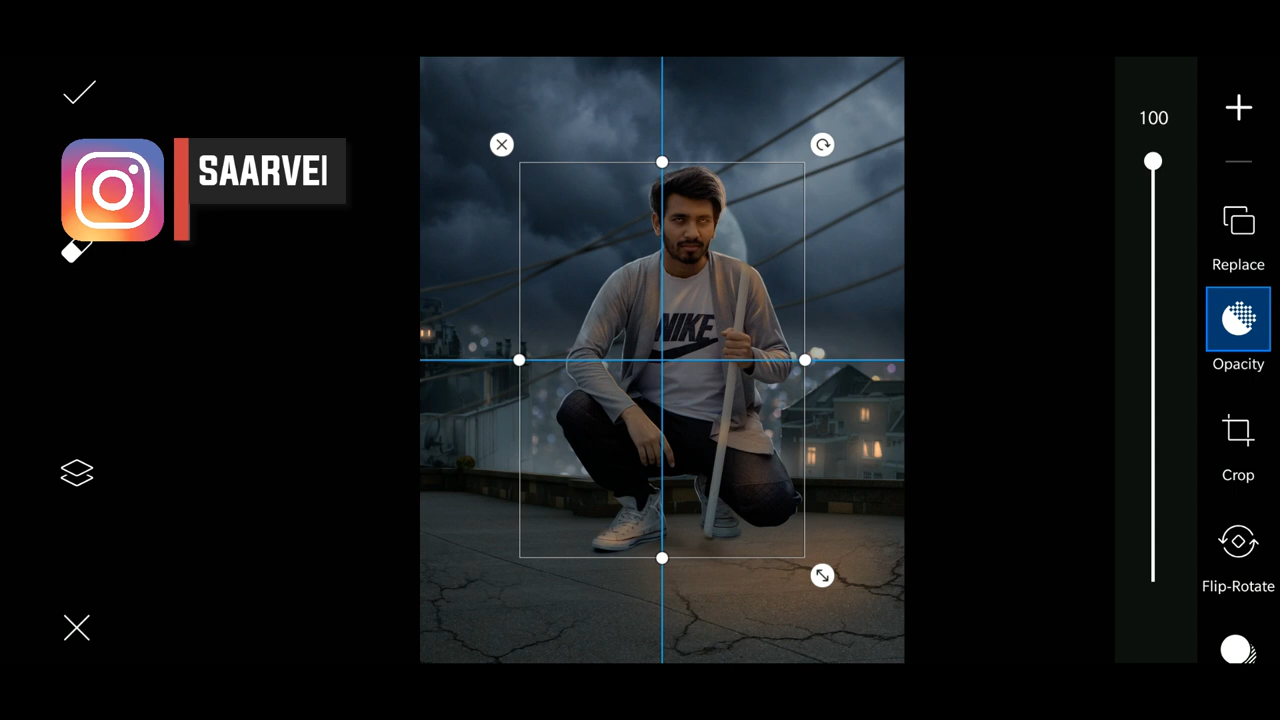 SAARVEI
NIKE
100
Replace
Opacity
Crop
Flip-Rotate